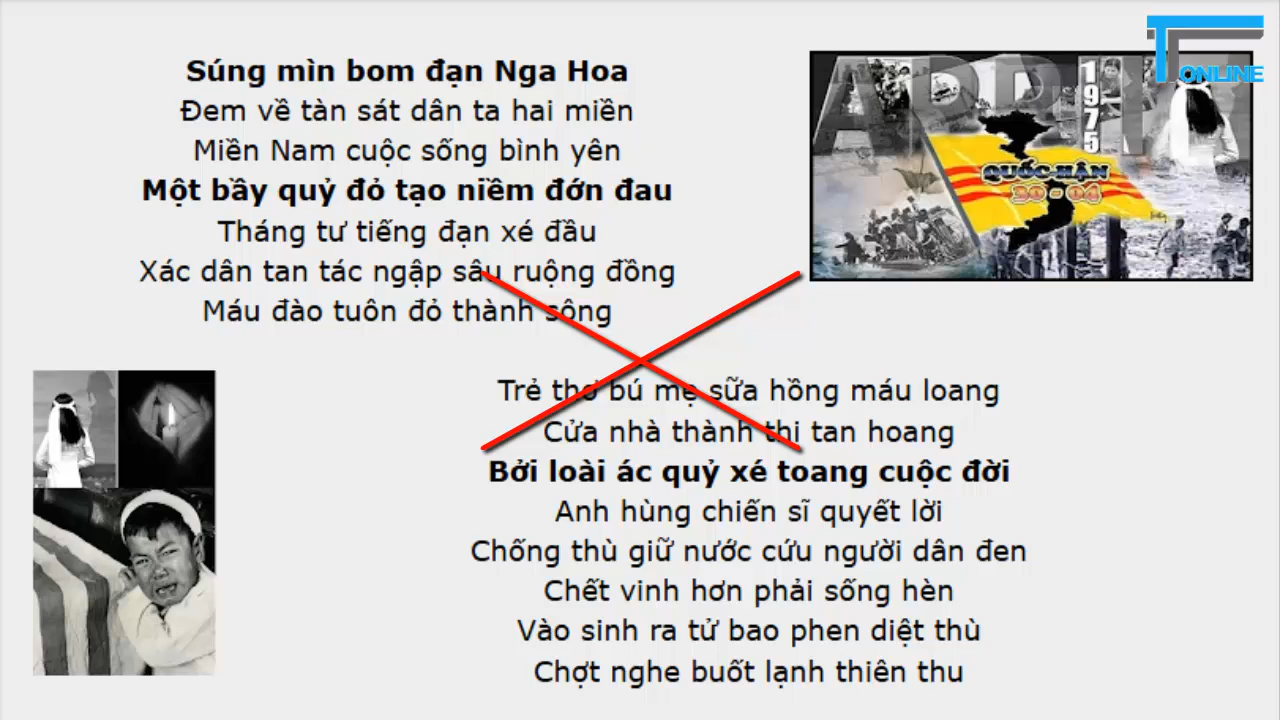 Súng mìn bom đạn Nga Hoa
Đem về tàn sát dân ta hai miền
Miền Nam cuộc sống bình yên
Một bầy quỷ đỏ tạo niềm đớn đau
Tháng tư tiếng đạn xé đầu
Xác dân tan tác ngập sâu ruộng đồng
Máu đào tuôn đỏ thành sông
APRIL
1975
QUỐC HẬN
30 - 04
TT ONLINE
Trẻ thơ bú mẹ sữa hồng máu loang
Cửa nhà thành thị tan hoang
Bởi loài ác quỷ xé toang cuộc đời
Anh hùng chiến sĩ quyết lời
Chống thù giữ nước cứu người dân đen
Chết vinh hơn phải sống hèn
Vào sinh ra tử bao phen diệt thù
Chợt nghe buốt lạnh thiên thu